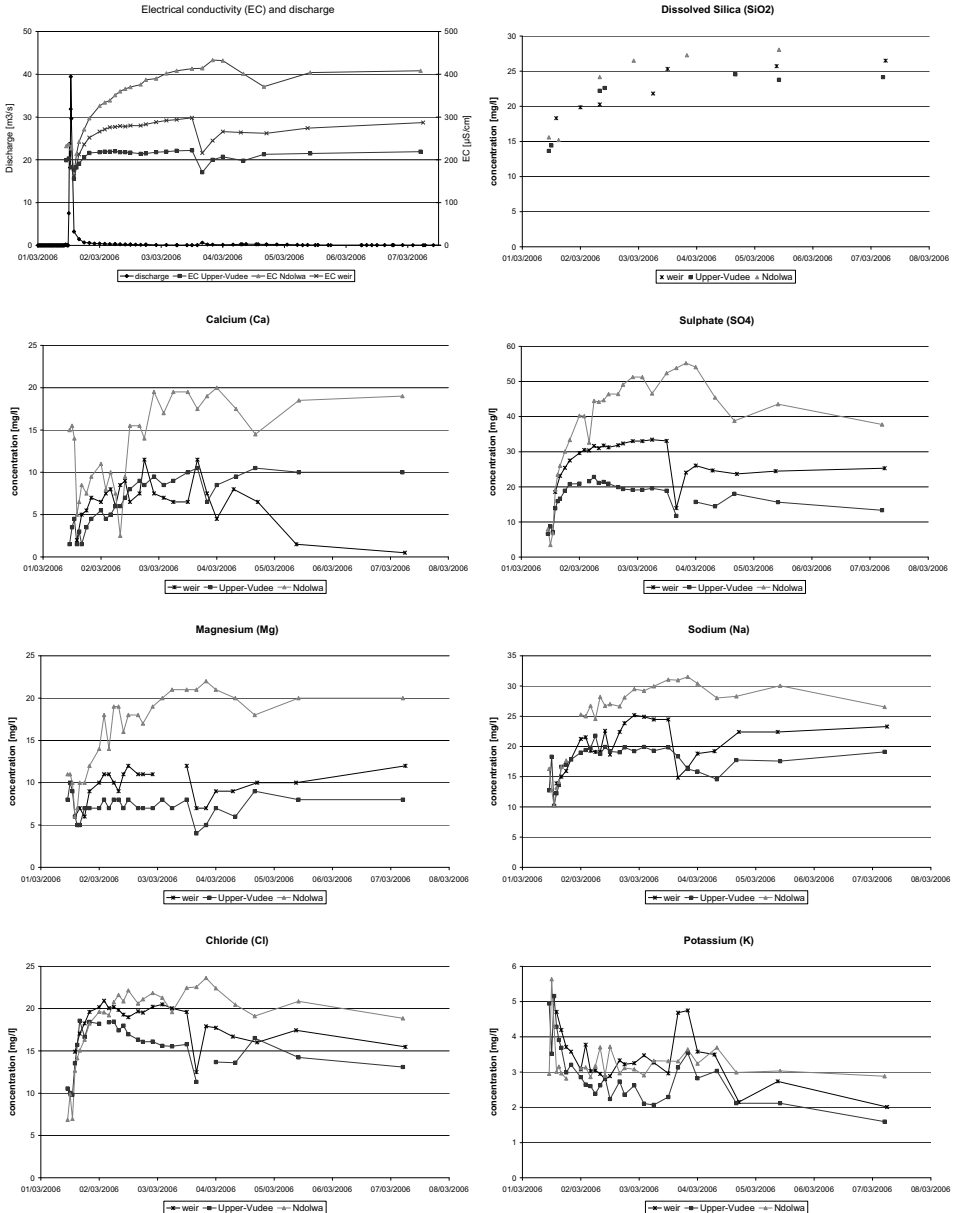 Electrical conductivity (EC) and discharge
50
40
30
20
10
0
Discharge [m3/s]
500
400
300
200
100
0
EC [µS/cm]
01/03/2006 02/03/2006 03/03/2006 04/03/2006 05/03/2006 06/03/2006 07/03/2006
discharge EC Upper-Vudee EC Ndolwa EC weir
Dissolved Silica (SiO2)
30
25
20
15
10
5
0
concentration [mg/l]
01/03/2006 02/03/2006 03/03/2006 04/03/2006 05/03/2006 06/03/2006 07/03/2006 08/03/2006
weir Upper-Vudee Ndolwa
Calcium (Ca)
25
20
15
10
5
0
concentration [mg/l]
01/03/2006 02/03/2006 03/03/2006 04/03/2006 05/03/2006 06/03/2006 07/03/2006 08/03/2006
weir Upper-Vudee Ndolwa
Sulphate (SO4)
60
50
40
30
20
10
0
concentration [mg/l]
01/03/2006 02/03/2006 03/03/2006 04/03/2006 05/03/2006 06/03/2006 07/03/2006 08/03/2006
weir Upper-Vudee Ndolwa
Magnesium (Mg)
25
20
15
10
5
0
concentration [mg/l]
01/03/2006 02/03/2006 03/03/2006 04/03/2006 05/03/2006 06/03/2006 07/03/2006 08/03/2006
weir Upper-Vudee Ndolwa
Sodium (Na)
35
30
25
20
15
10
5
0
concentration [mg/l]
01/03/2006 02/03/2006 03/03/2006 04/03/2006 05/03/2006 06/03/2006 07/03/2006 08/03/2006
weir Upper-Vudee Ndolwa
Chloride (Cl)
25
20
15
10
5
0
concentration [mg/l]
01/03/2006 02/03/2006 03/03/2006 04/03/2006 05/03/2006 06/03/2006 07/03/2006 08/03/2006
weir Upper-Vudee Ndolwa
Potassium (K)
6
5
4
3
2
1
0
concentration [mg/l]
01/03/2006 02/03/2006 03/03/2006 04/03/2006 05/03/2006 06/03/2006 07/03/2006 08/03/2006
weir Upper-Vudee Ndolwa